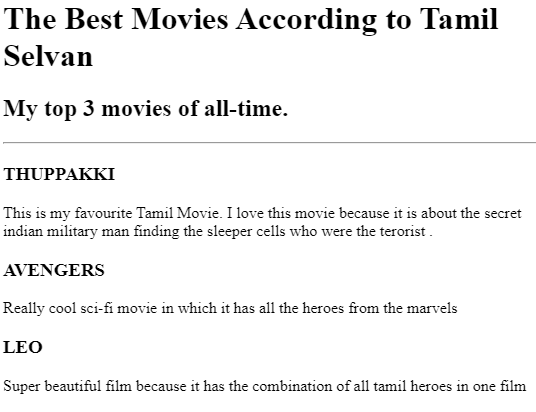 The Best Movies According to Tamil
Selvan
My top 3 movies of all-time.
THUPPAKKI
This is my favourite Tamil Movie. I love this movie because it is about the secret
indian military man finding the sleeper cells who were the terorist .
AVENGERS
Really cool sci-fi movie in which it has all the heroes from the marvels
LEO
Super beautiful film because it has the combination of all tamil heroes in one film